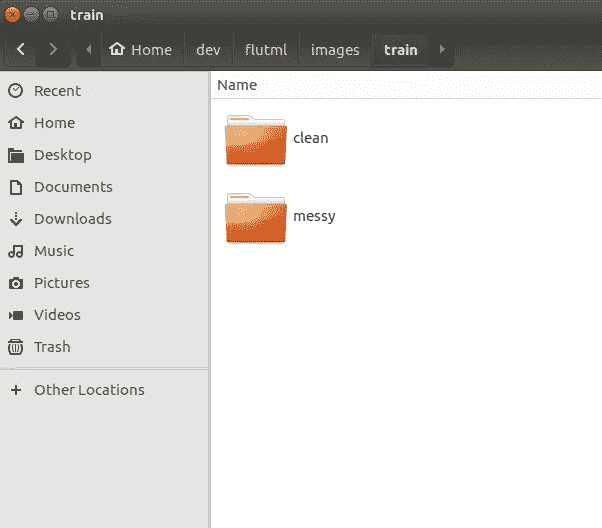 train
Home dev flutml images train
Recent
Home
Desktop
Documents
Downloads
Music
Pictures
Videos
Trash
Other Locations
Name
clean
messy